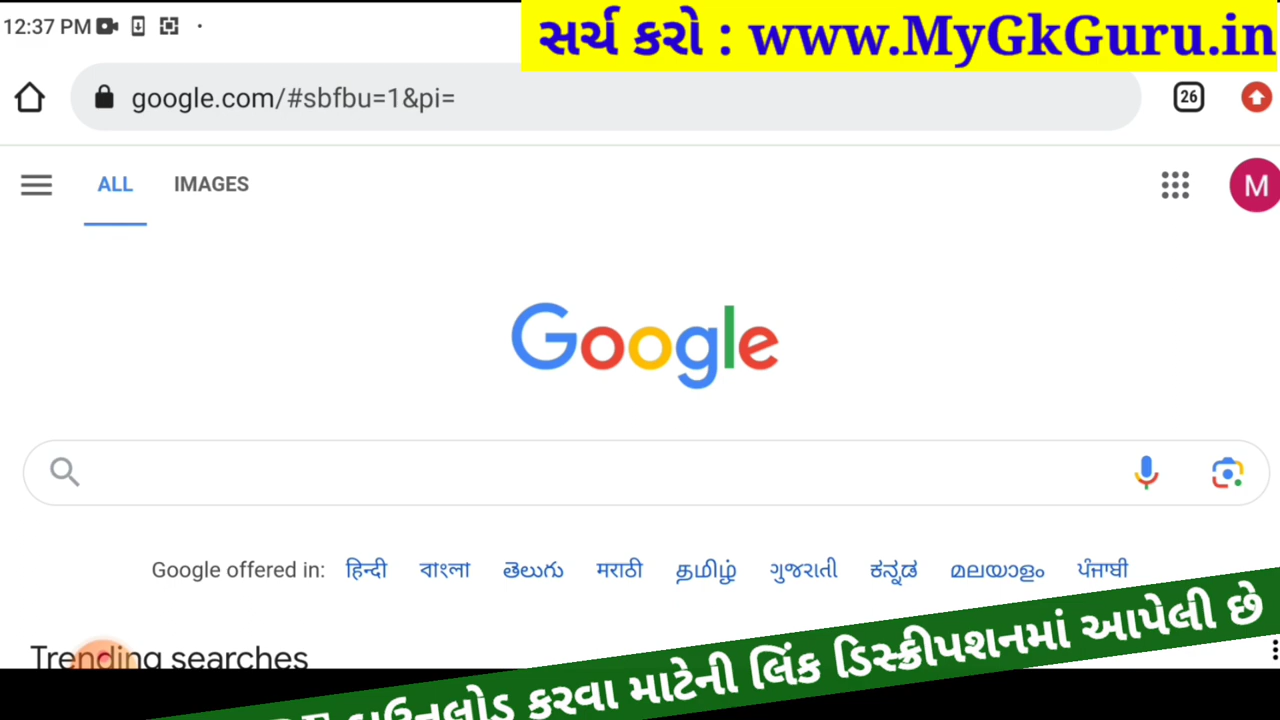 12:37 PM
સર્ચ કરો : www.MyGkGuru.in
google.com/#sbfbu=1&pi=
26
ALL IMAGES
M
Google
Google offered in: हिन्दी বাংলা తెలుగు मराठी தமிழ் ગુજરાતી ಕನ್ನಡ മലയാളം ਪੰਜਾਬੀ
Trending searches
ડાઉનલોડ કરવા માટેની લિંક ડિસ્ક્રીપશનમાં આપેલી છે